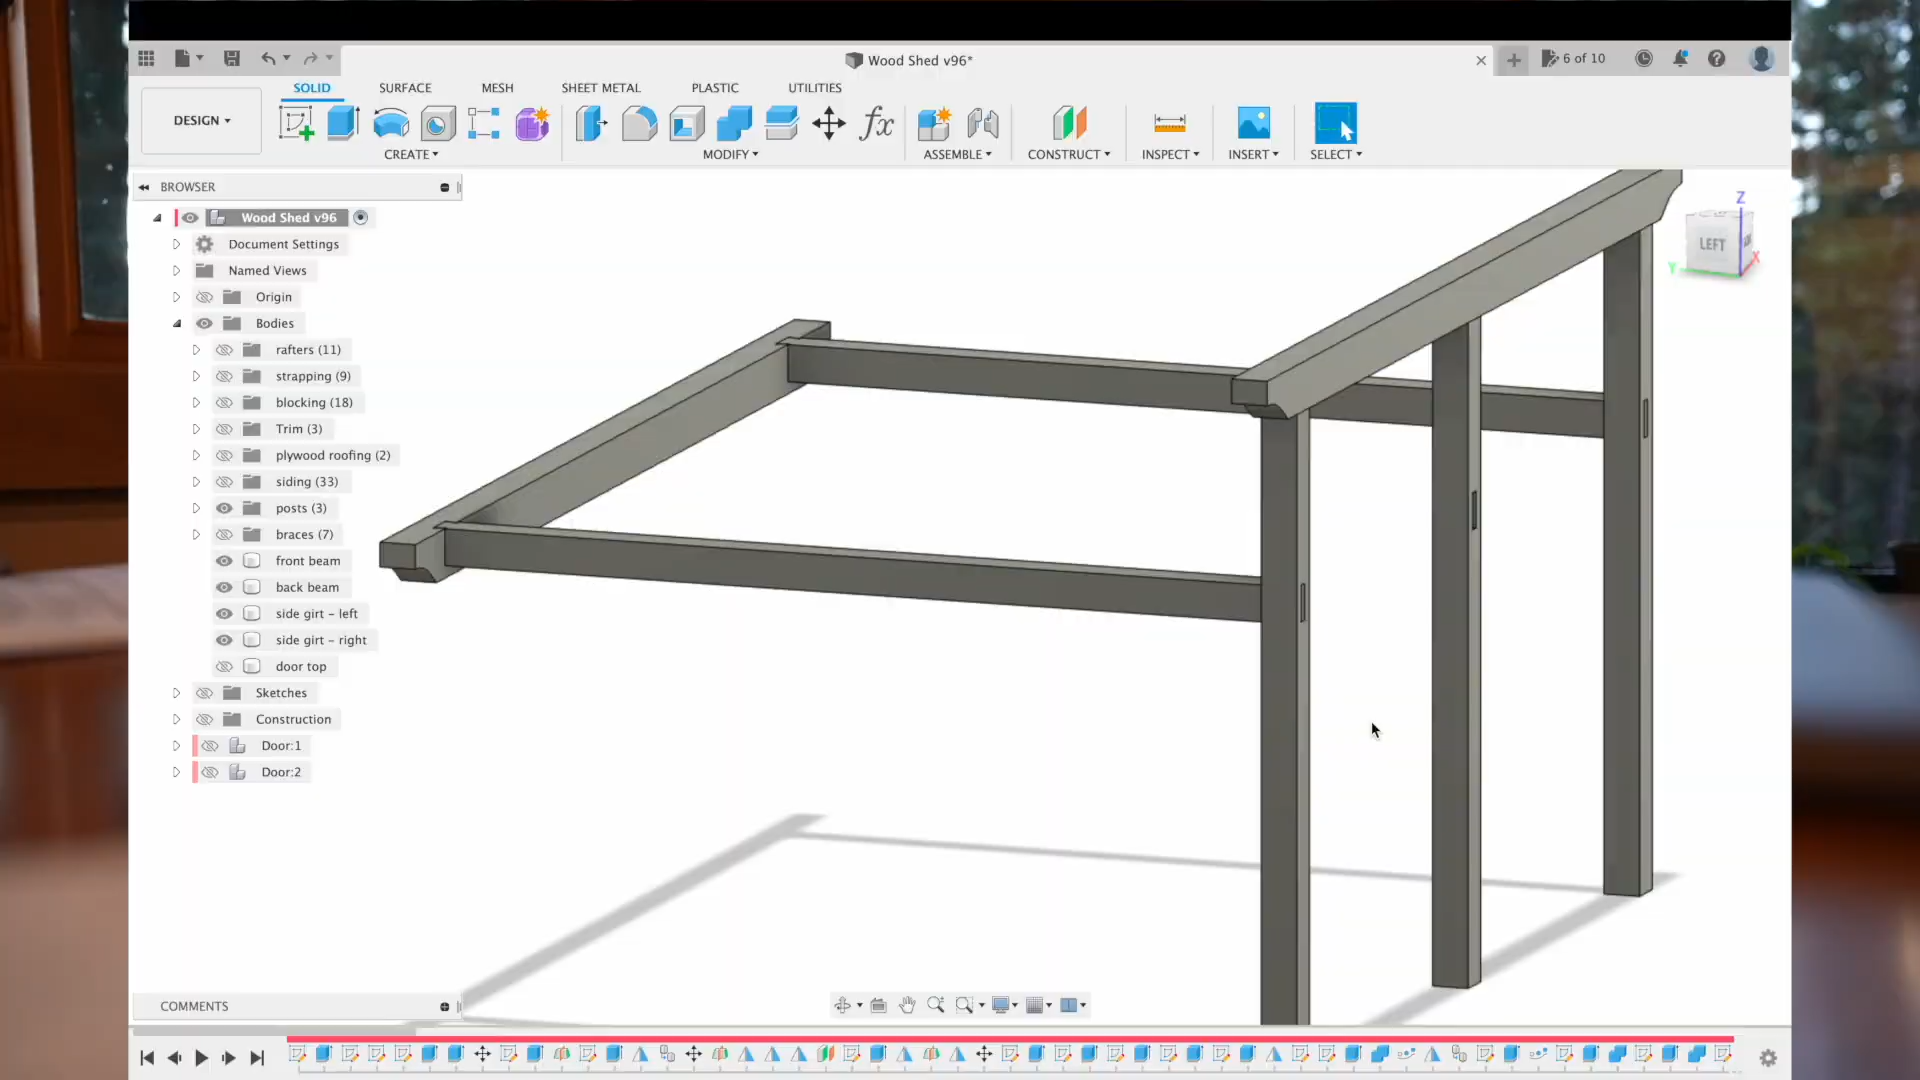 Wood Shed v96*
6 of 10
SOLID
SURFACE
MESH
SHEET METAL
PLASTIC
UTILITIES
DESIGN
CREATE
MODIFY
fx
ASSEMBLE
CONSTRUCT
INSPECT
INSERT
SELECT
BROWSER
Wood Shed v96
Document Settings
Named Views
Origin
Bodies
rafters (11)
strapping (9)
blocking (18)
Trim (3)
plywood roofing (2)
siding (33)
posts (3)
braces (7)
front beam
back beam
side girt - left
side girt - right
door top
Sketches
Construction
Door:1
Door:2
Z
LEFT
Y
X
COMMENTS